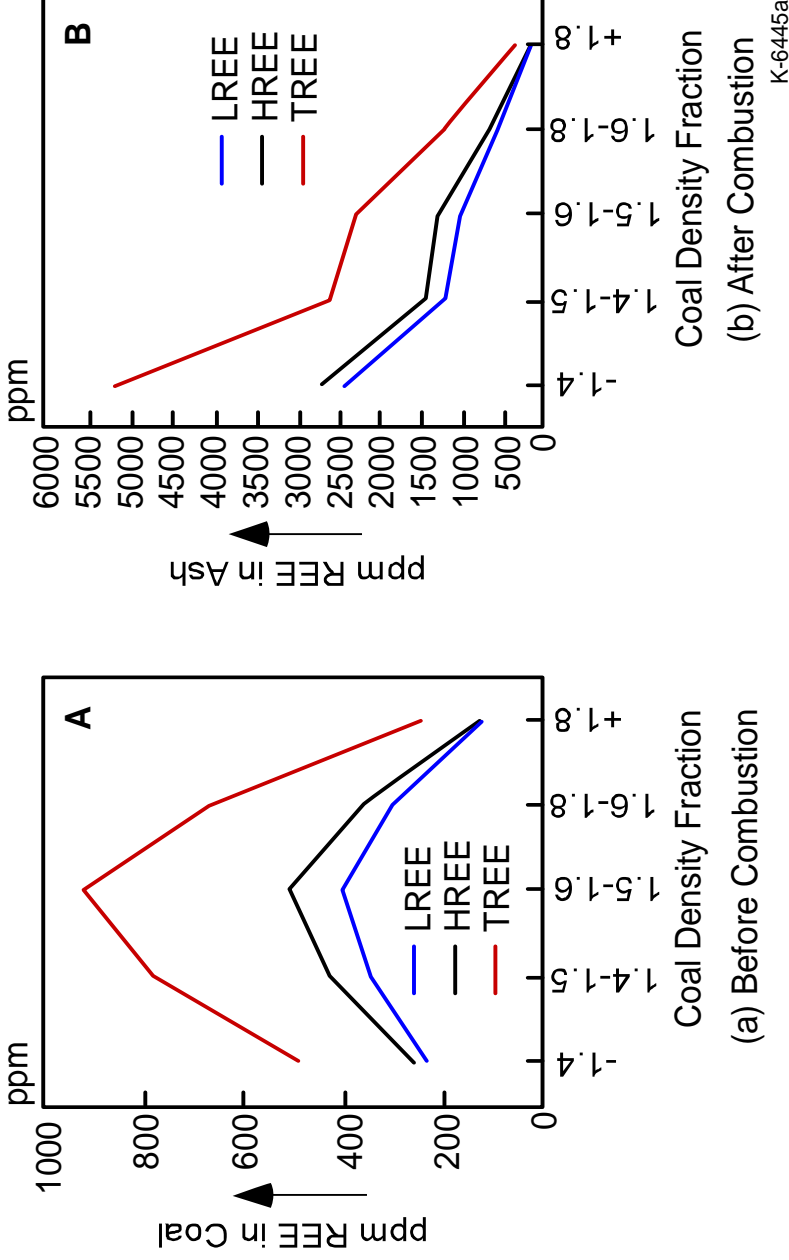 ppm
1000
800
600
400
200
0
ppm REE in Coal
A
LREE
HREE
TREE
-1.4
1.4-1.5
1.5-1.6
1.6-1.8
+1.8
Coal Density Fraction
(a) Before Combustion
ppm
6000
5500
5000
4500
4000
3500
3000
2500
2000
1500
1000
500
0
ppm REE in Ash
B
LREE
HREE
TREE
-1.4
1.4-1.5
1.5-1.6
1.6-1.8
+1.8
Coal Density Fraction
(b) After Combustion
K-6445a